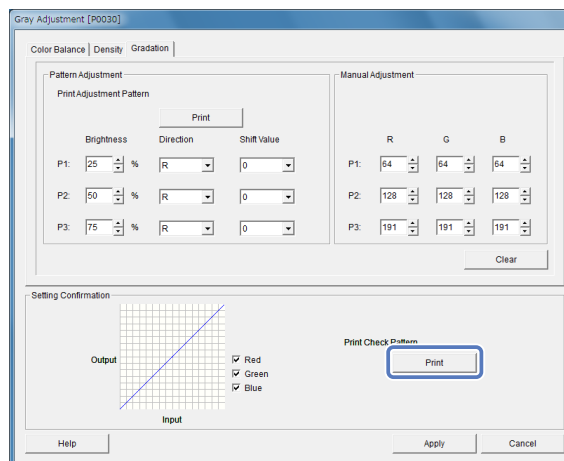 Gray Adjustment [P0030]
Color Balance Density Gradation
Pattern Adjustment
Print Adjustment Pattern
Print
Brightness Direction Shift Value
P1: 25 % R 0
P2: 50 % R 0
P3: 75 % R 0
Manual Adjustment
R G B
P1: 64 64 64
P2: 128 128 128
P3: 191 191 191
Clear
Setting Confirmation
Output
Input
Red
Green
Blue
Print Check Pattern
Print
Help Apply Cancel